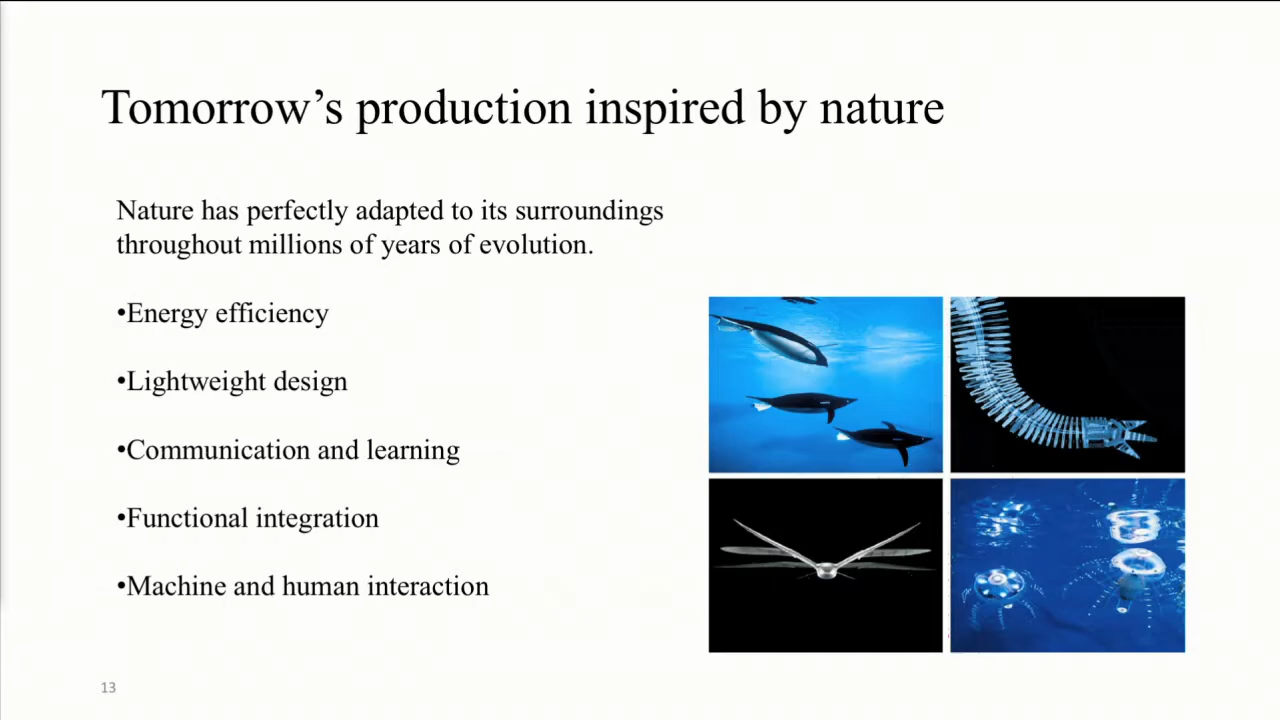 Tomorrow’s production inspired by nature
Nature has perfectly adapted to its surroundings
throughout millions of years of evolution.
•Energy efficiency
•Lightweight design
•Communication and learning
•Functional integration
•Machine and human interaction
13